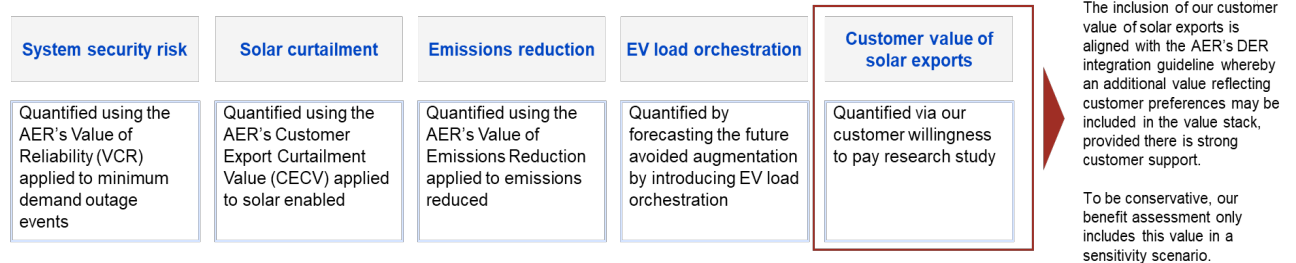 System security risk
Quantified using the
AER's Value of
Reliability (VCR)
applied to minimum
demand outage
events
Solar curtailment
Quantified using the
AER's Customer
Export Curtailment
Value (CECV) applied
to solar enabled
Emissions reduction
Quantified using the
AER's Value of
Emissions Reduction
applied to emissions
reduced
EV load orchestration
Quantified by
forecasting the future
avoided augmentation
by introducing EV load
orchestration
Customer value of
solar exports
Quantified via our
customer willingness
to pay research study
The inclusion of our customer
value of solar exports is
aligned with the AER's DER
integration guideline whereby
an additional value reflecting
customer preferences may be
included in the value stack,
provided there is strong
customer support.
To be conservative, our
benefit assessment only
includes this value in a
sensitivity scenario.